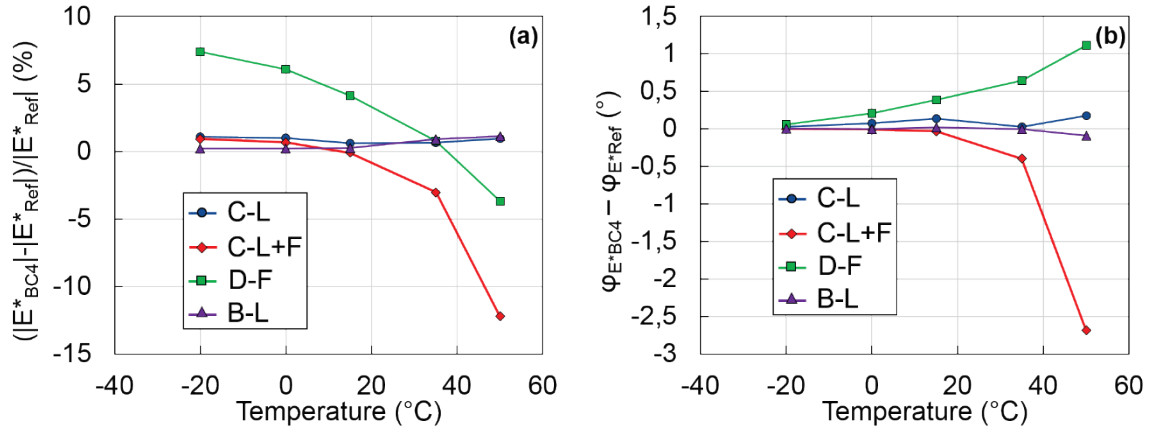 (|E*BC4|-|E*Ref|)/|E*Ref| (%)
10
5
0
-5
-10
-15
(a)
C-L
C-L+F
D-F
B-L
-40 -20 0 20 40 60
Temperature (°C)
φE*BC4 – φE*Ref (°)
1,5
1
0,5
0
-0,5
-1
-1,5
-2
-2,5
-3
(b)
C-L
C-L+F
D-F
B-L
-40 -20 0 20 40 60
Temperature (°C)